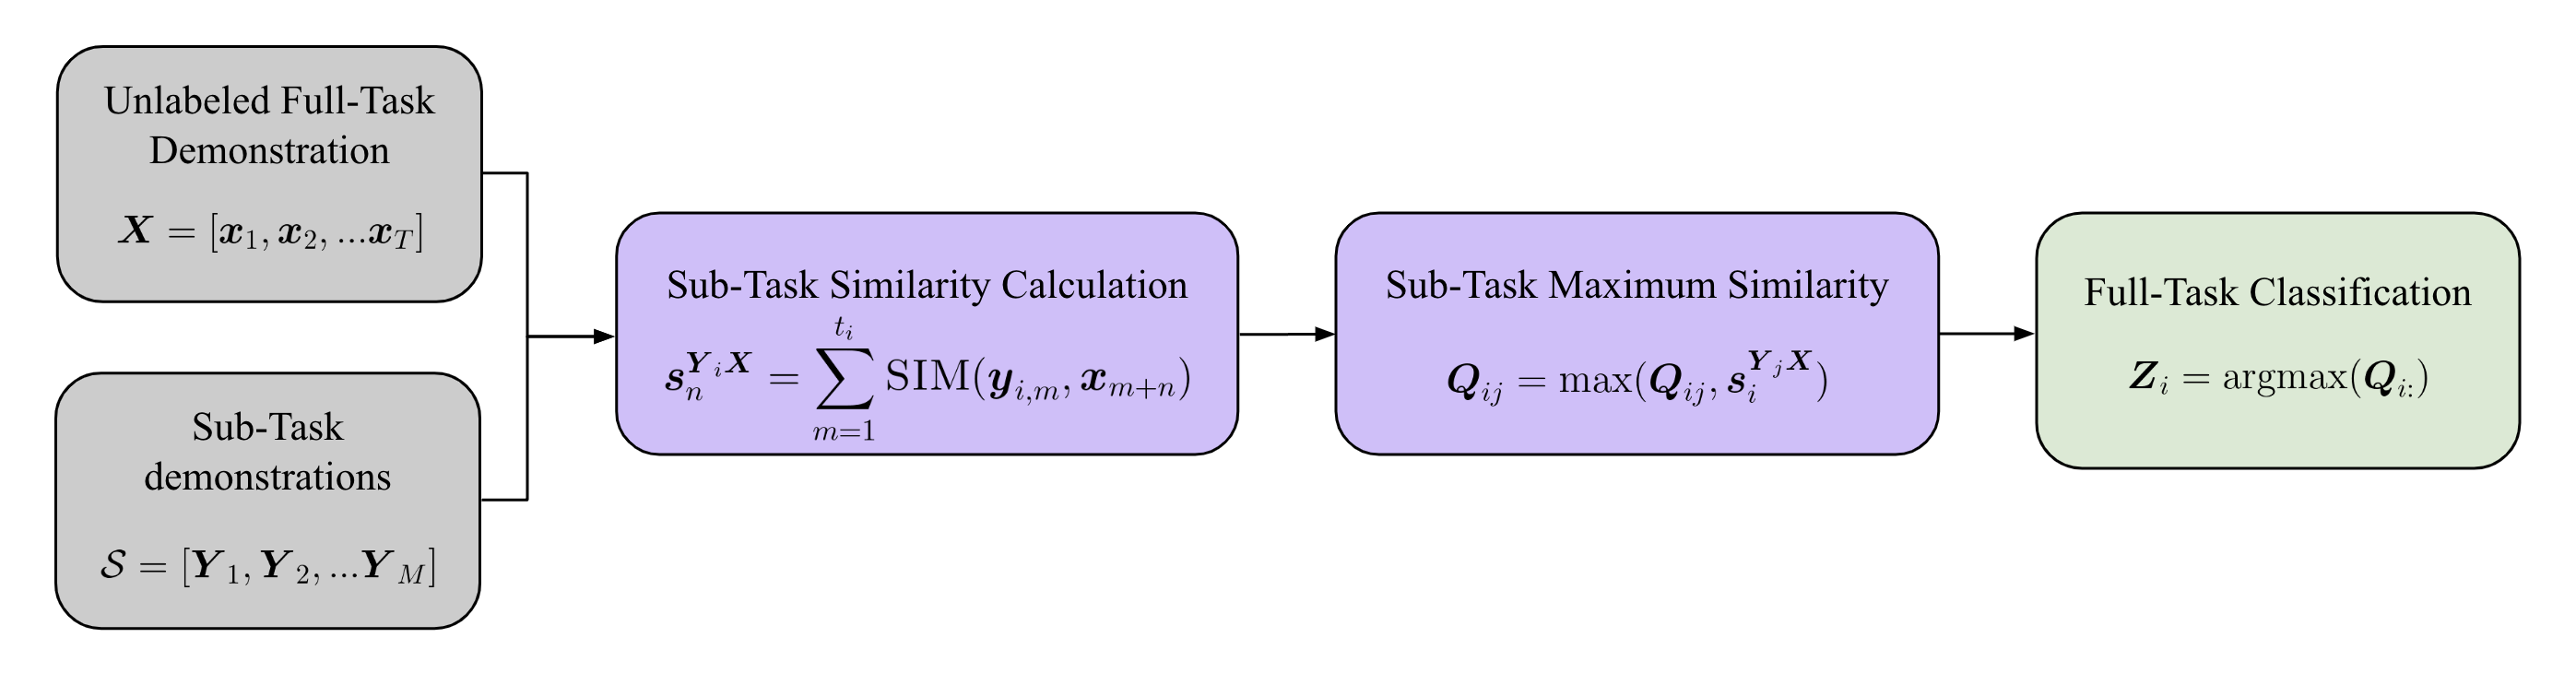 Unlabeled Full-Task
Demonstration
$\boldsymbol{X} = [\boldsymbol{x}_1, \boldsymbol{x}_2, ...\boldsymbol{x}_T]$
Sub-Task
demonstrations
$\mathcal{S} = [\boldsymbol{Y}_1, \boldsymbol{Y}_2, ...\boldsymbol{Y}_M]$
Sub-Task Similarity Calculation
$\boldsymbol{s}_n^{\boldsymbol{Y}_i \boldsymbol{X}} = \sum_{m=1}^{t_i} \mathrm{SIM}(\boldsymbol{y}_{i,m}, \boldsymbol{x}_{m+n})$
Sub-Task Maximum Similarity
$\boldsymbol{Q}_{ij} = \max(\boldsymbol{Q}_{ij}, \boldsymbol{s}_i^{\boldsymbol{Y}_j \boldsymbol{X}})$
Full-Task Classification
$\boldsymbol{Z}_i = \mathrm{argmax}(\boldsymbol{Q}_{i:})$